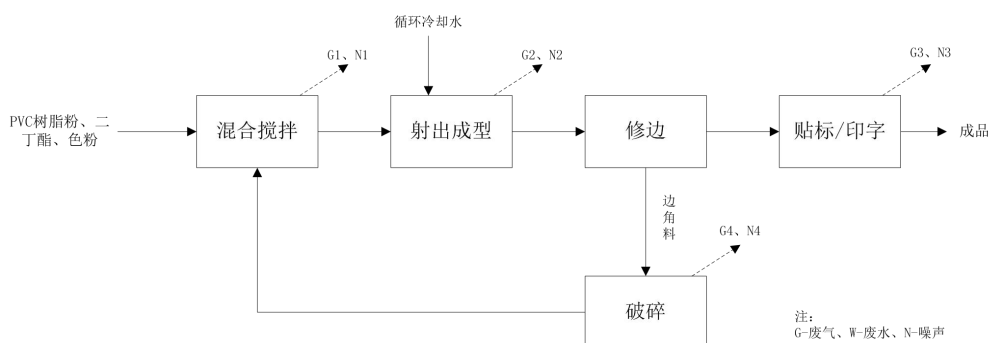 循环冷却水
G1、N1
G2、N2
G3、N3
PVC树脂粉、二
丁酯、色粉
混合搅拌
射出成型
修边
贴标/印字
成品
边
角
料
G4、N4
破碎
注：
G-废气、W-废水、N-噪声